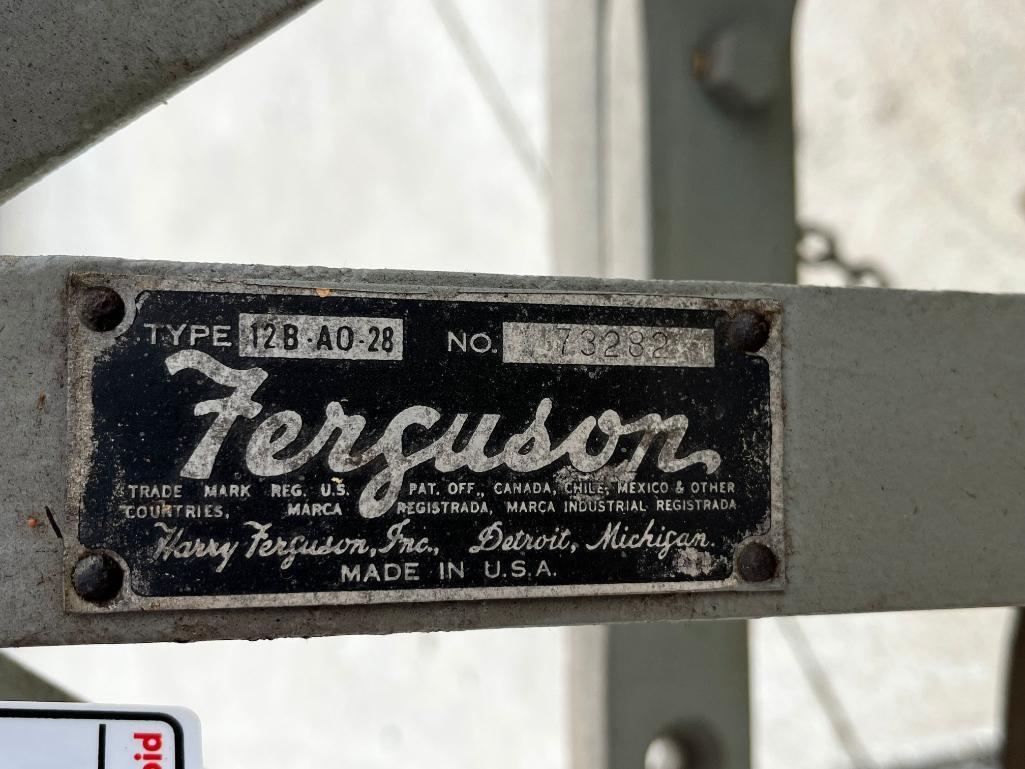 TYPE 12B-AO-28 NO. 73282
Ferguson
TRADE MARK REG. U.S. PAT. OFF., CANADA, CHILE, MEXICO & OTHER
COURTRIES, MARCA REGISTRADA, MARCA INDUSTRIAL REGISTRADA
Harry Ferguson, Inc., Detroit, Michigan.
MADE IN U.S.A.